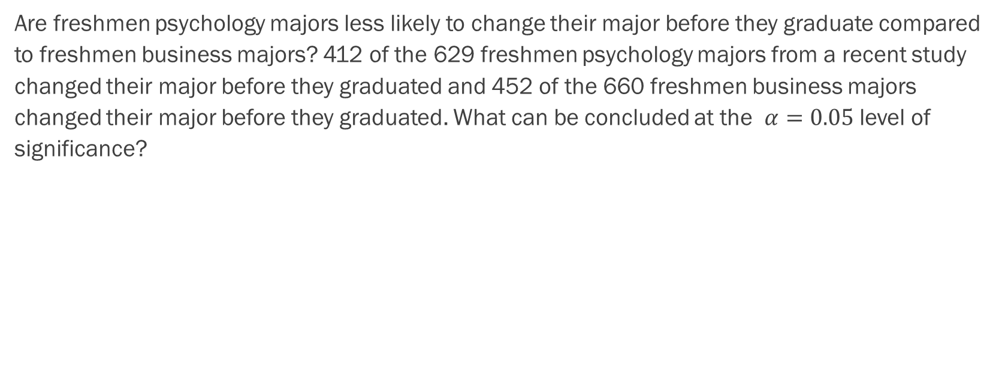 Are freshmen psychology majors less likely to change their major before they graduate compared
to freshmen business majors? 412 of the 629 freshmen psychology majors from a recent study
changed their major before they graduated and 452 of the 660 freshmen business majors
changed their major before they graduated. What can be concluded at the α = 0.05 level of
significance?